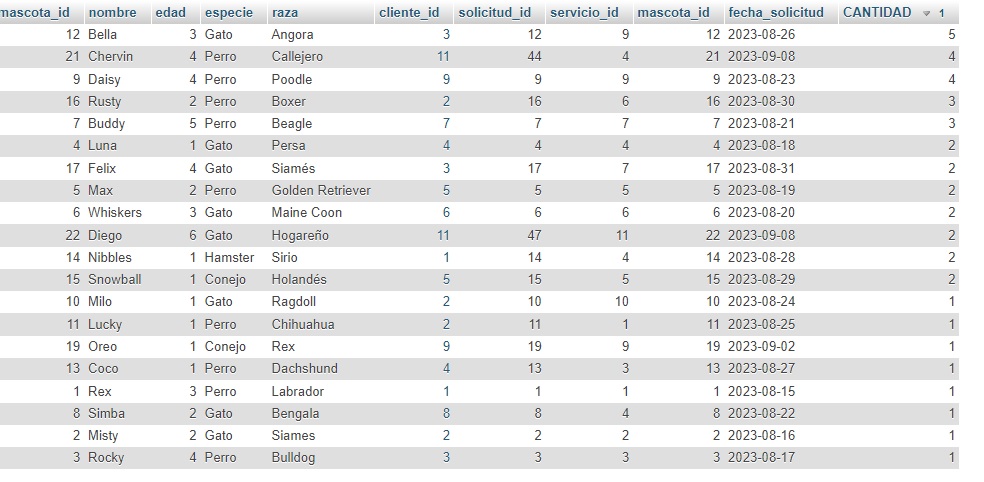 mascota_id nombre edad especie raza cliente_id solicitud_id servicio_id mascota_id fecha_solicitud CANTIDAD 1
12 Bella 3 Gato Angora 3 12 9 12 2023-08-26 5
21 Chervin 4 Perro Callejero 11 44 4 21 2023-09-08 4
9 Daisy 4 Perro Poodle 9 9 9 9 2023-08-23 4
16 Rusty 2 Perro Boxer 2 16 6 16 2023-08-30 3
7 Buddy 5 Perro Beagle 7 7 7 7 2023-08-21 3
4 Luna 1 Gato Persa 4 4 4 4 2023-08-18 2
17 Felix 4 Gato Siamés 3 17 7 17 2023-08-31 2
5 Max 2 Perro Golden Retriever 5 5 5 5 2023-08-19 2
6 Whiskers 3 Gato Maine Coon 6 6 6 6 2023-08-20 2
22 Diego 6 Gato Hogareño 11 47 11 22 2023-09-08 2
14 Nibbles 1 Hamster Sirio 1 14 4 14 2023-08-28 2
15 Snowball 1 Conejo Holandés 5 15 5 15 2023-08-29 2
10 Milo 1 Gato Ragdoll 2 10 10 10 2023-08-24 1
11 Lucky 1 Perro Chihuahua 2 11 1 11 2023-08-25 1
19 Oreo 1 Conejo Rex 9 19 9 19 2023-09-02 1
13 Coco 1 Perro Dachshund 4 13 3 13 2023-08-27 1
1 Rex 3 Perro Labrador 1 1 1 1 2023-08-15 1
8 Simba 2 Gato Bengala 8 8 4 8 2023-08-22 1
2 Misty 2 Gato Siames 2 2 2 2 2023-08-16 1
3 Rocky 4 Perro Bulldog 3 3 3 3 2023-08-17 1